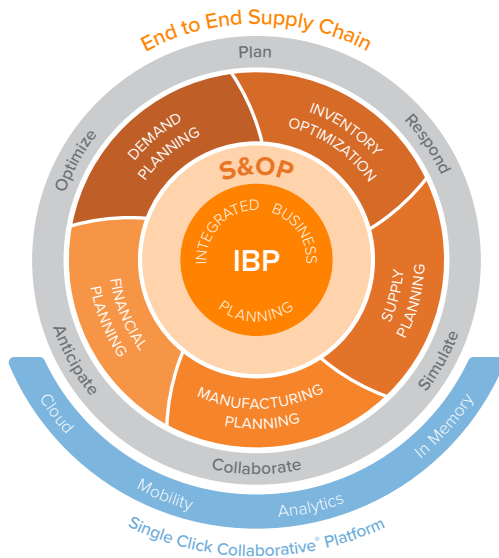 End to End Supply Chain
Plan
Respond
Simulate
Collaborate
Anticipate
Optimize
DEMAND
PLANNING
INVENTORY
OPTIMIZATION
SUPPLY
PLANNING
MANUFACTURING
PLANNING
FINANCIAL
PLANNING
S&OP
INTEGRATED BUSINESS
IBP
PLANNING
Cloud
Mobility
Analytics
In Memory
Single Click Collaborative® Platform